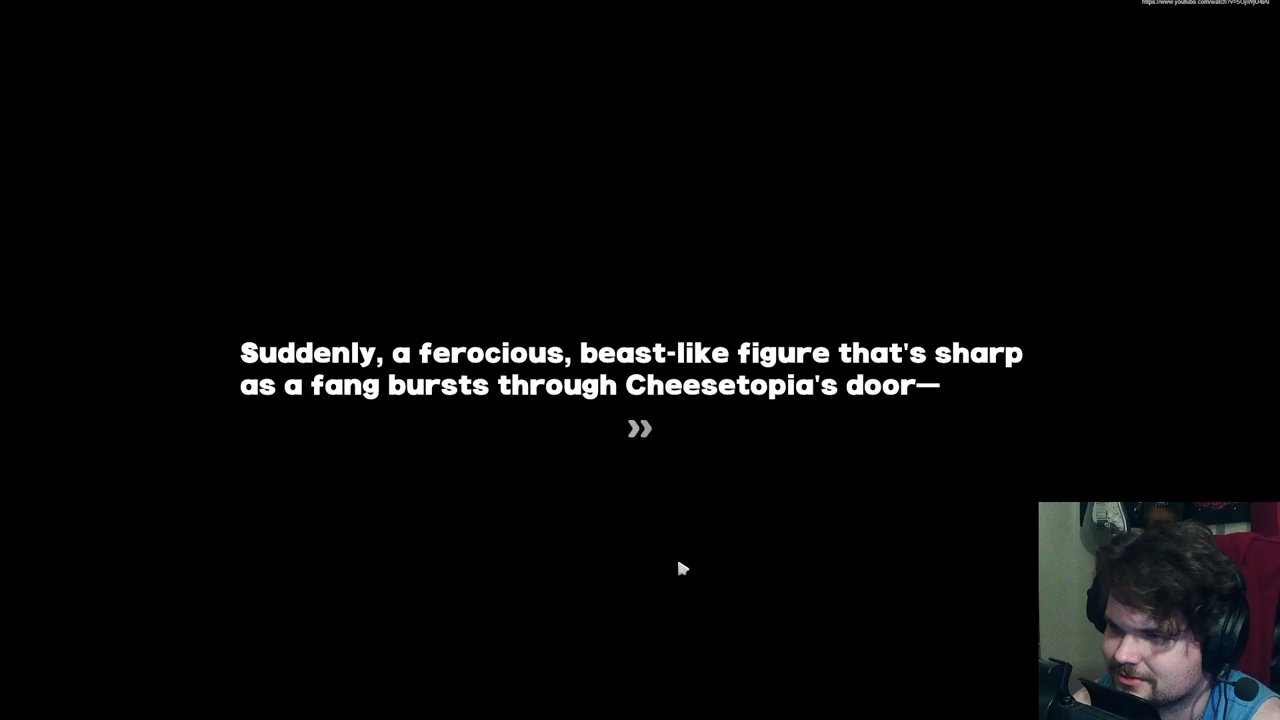 Suddenly, a ferocious, beast-like figure that's sharp
as a fang bursts through Cheesetopia's door—